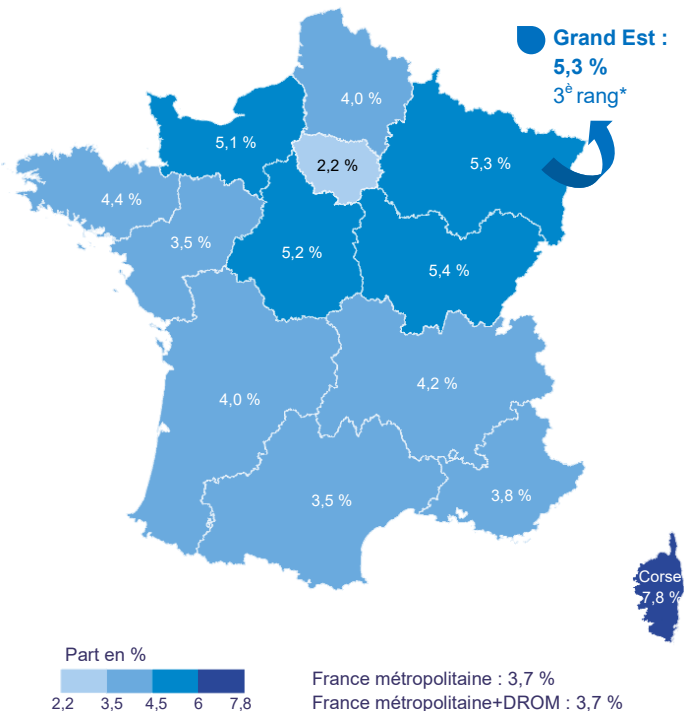 Grand Est :
5,3 %
3è rang*
4,0 %
5,1 %
2,2 %
5,3 %
4,4 %
3,5 %
5,2 %
5,4 %
4,0 %
4,2 %
3,5 %
3,8 %
Corse
7,8 %
Part en %
2,2 3,5 4,5 6 7,8
France métropolitaine : 3,7 %
France métropolitaine+DROM : 3,7 %